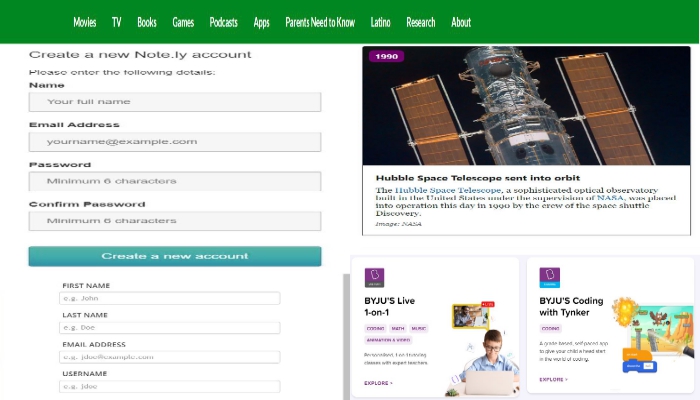 Movies TV Books Games Podcasts Apps Parents Need to Know Latino Research About
Create a new Note.ly account
Please enter the following details:
Name
Your full name
Email Address
yourname@example.com
Password
Minimum 6 characters
Confirm Password
Minimum 6 characters
Create a new account
FIRST NAME
e.g. John
LAST NAME
e.g. Doe
EMAIL ADDRESS
e.g. jdoe@example.com
USERNAME
e.g. jdoe
1990
Hubble Space Telescope sent into orbit
The Hubble Space Telescope, a sophisticated optical observatory
built in the United States under the supervision of NASA, was placed
into operation this day in 1990 by the crew of the space shuttle
Discovery.
Image: NASA
BYJU'S Live
1-on-1
CODING MATH MUSIC
ANIMATION & VIDEO
Personalised, 1 on 1 tutoring
classes with expert teachers.
EXPLORE >
BYJU'S Coding
with Tynker
CODING
A grade based, self-paced app
to give your child a head start
in the world of coding.
EXPLORE >